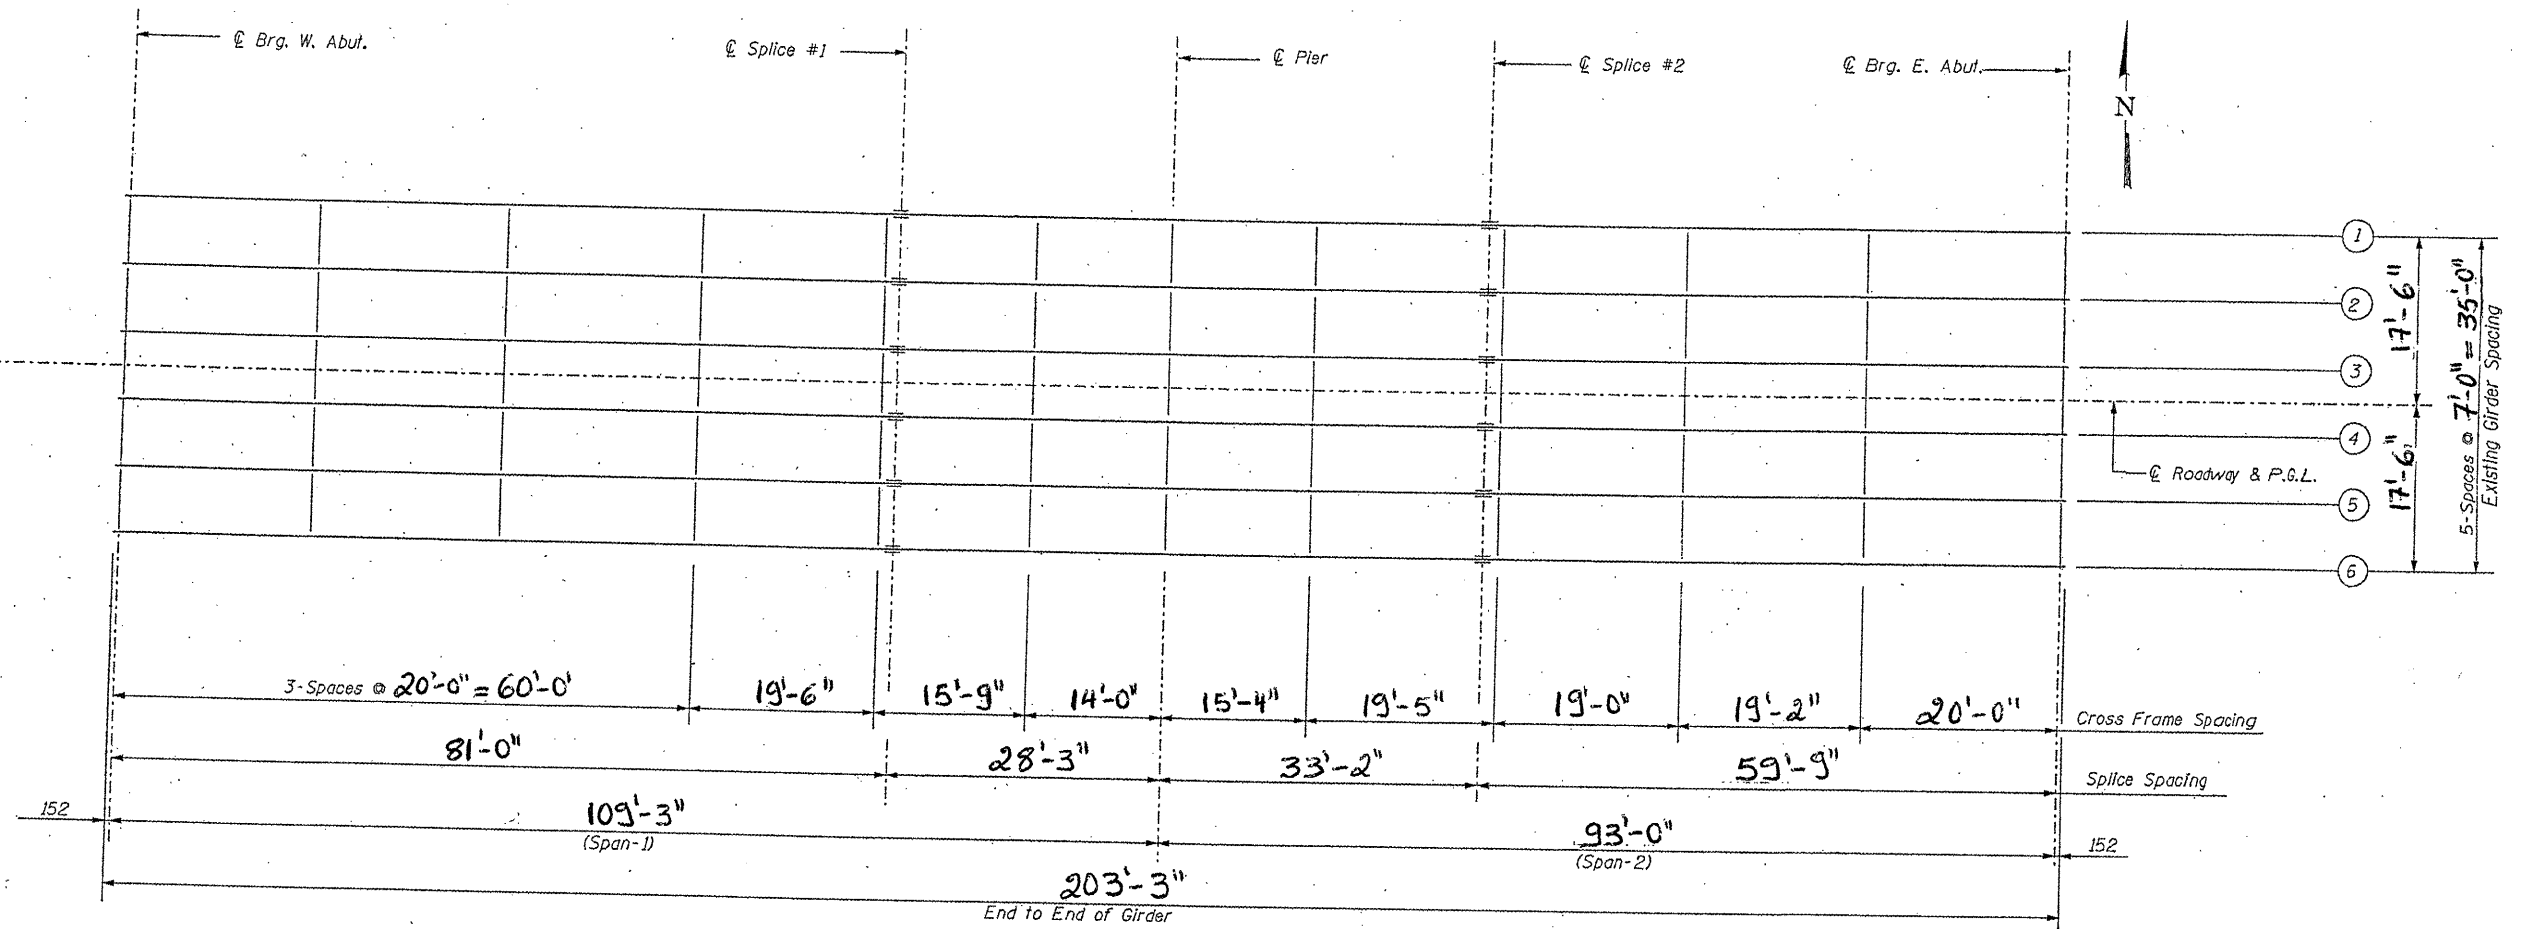 ℄ Brg. W. Abut.
℄ Splice #1
℄ Pier
℄ Splice #2
℄ Brg. E. Abut.
N
1
2
3
4
5
6
17'-6"
17'-6"
5-Spaces @ 7'-0" = 35'-0"
Existing Girder Spacing
℄ Roadway & P.G.L.
3-Spaces @ 20'-0" = 60'-0'
19'-6"
15'-9"
14'-0"
15'-4"
19'-5"
19'-0"
19'-2"
20'-0"
Cross Frame Spacing
81'-0"
28'-3"
33'-2"
59'-9"
Splice Spacing
152
109'-3"
(Span-1)
93'-0"
(Span-2)
152
203'-3"
End to End of Girder